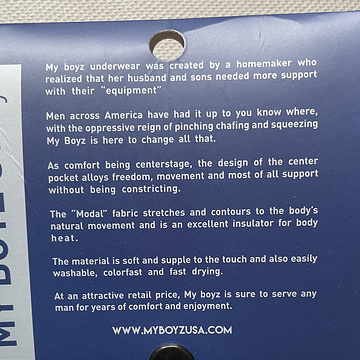 My boyz underwear was created by a homemaker who
realized that her husband and sons needed more support
with their "equipment"
Men across America have had it up to you know where,
with the oppressive reign of pinching chafing and squeezing
My Boyz is here to change all that.
As comfort being centerstage, the design of the center
pocket alloys freedom, movement and most of all support
without being constricting.
The "Modal" fabric stretches and contours to the body's
natural movement and is an excellent insulator for body
heat.
The material is soft and supple to the touch and also easily
washable, colorfast and fast drying.
At an attractive retail price, My boyz is sure to serve any
man for years of comfort and enjoyment.
WWW.MYBOYZUSA.COM
MY BOYZ